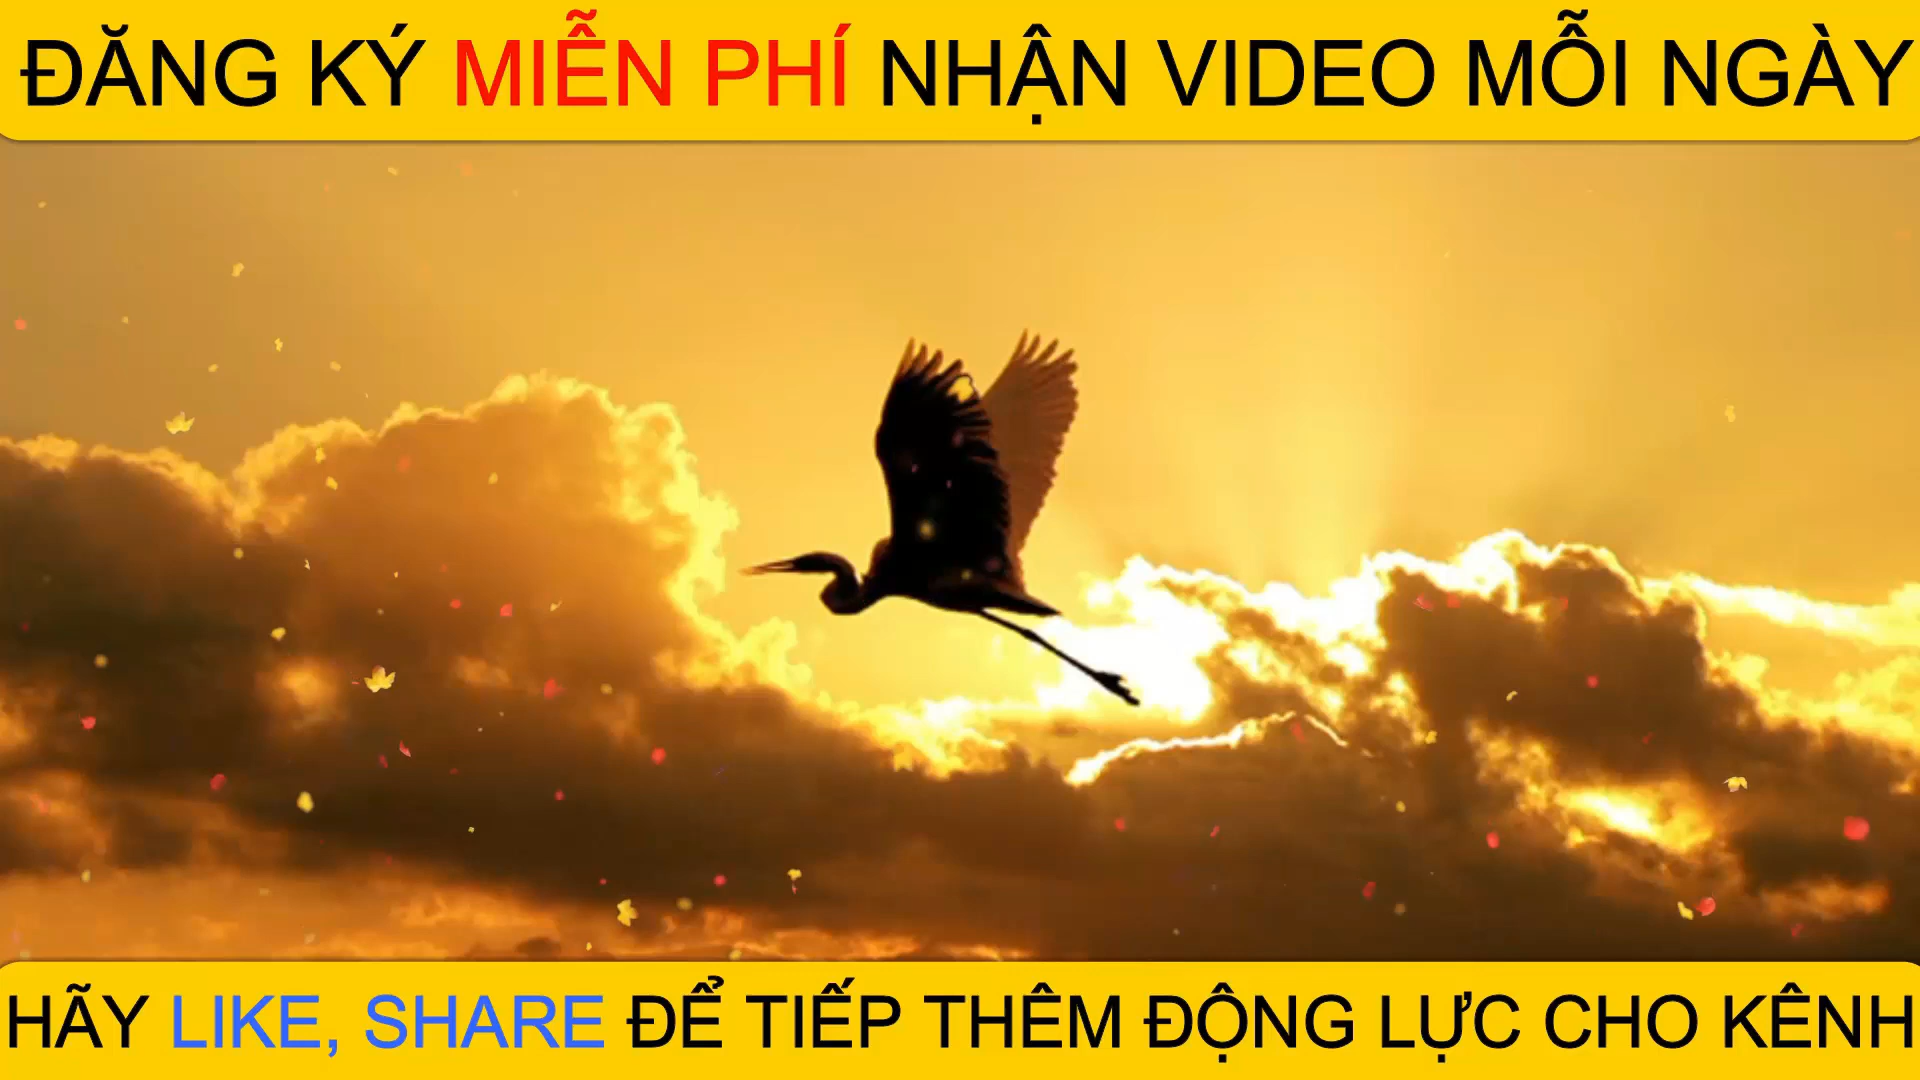 ĐĂNG KÝ MIỄN PHÍ NHẬN VIDEO MỖI NGÀY
HÃY LIKE, SHARE ĐỂ TIẾP THÊM ĐỘNG LỰC CHO KÊNH